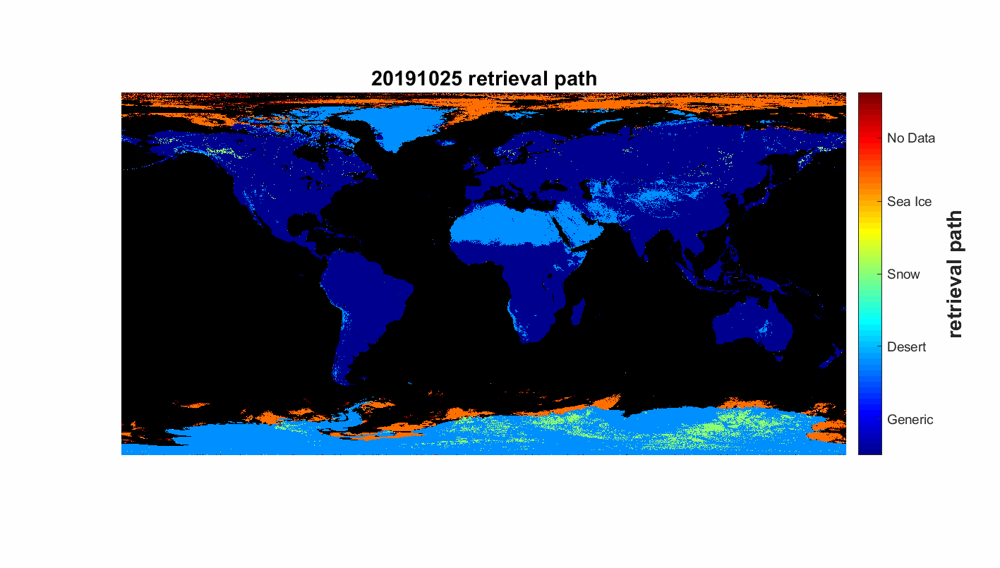 20191025 retrieval path
No Data
Sea Ice
Snow
Desert
Generic
retrieval path